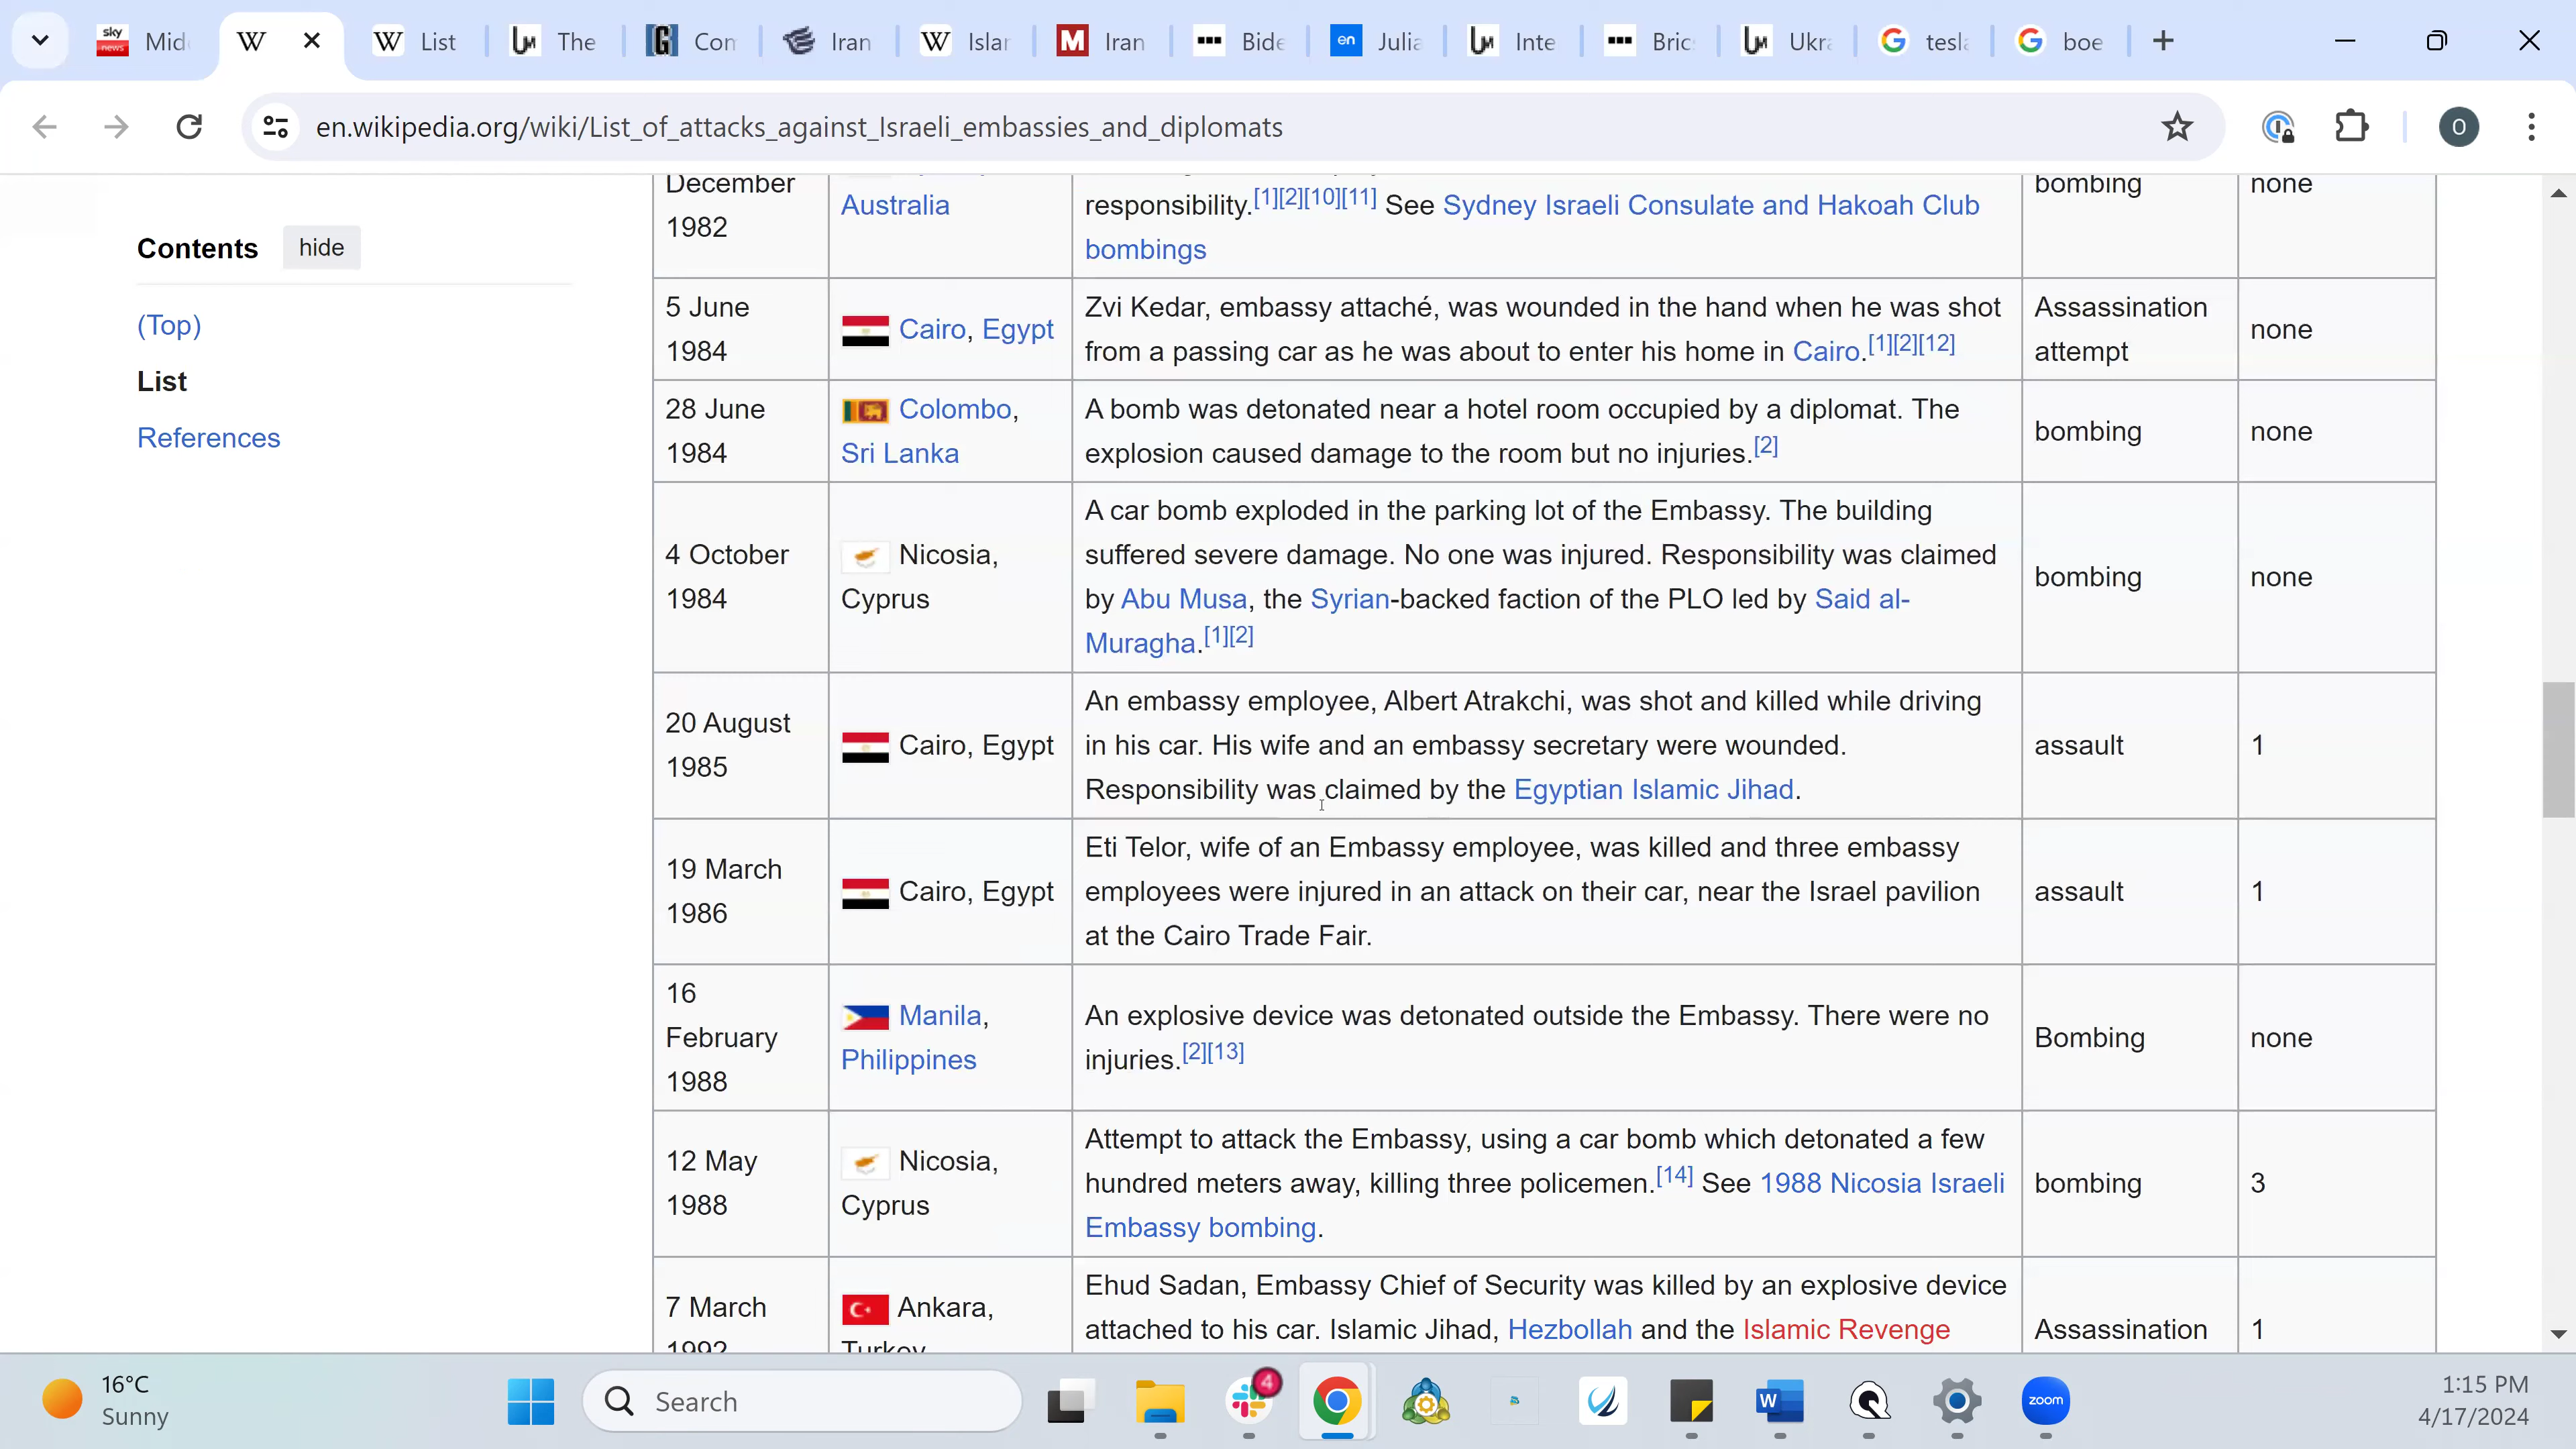 Mid
List
The
Con
Iran
Islar
Iran
Bide
en
Julia
Inte
Bric
Ukra
tesla
boe
en.wikipedia.org/wiki/List_of_attacks_against_Israeli_embassies_and_diplomats
O
Contents
hide
(Top)
List
References
December
1982
Australia
responsibility.[1][2][10][11] See Sydney Israeli Consulate and Hakoah Club
bombings
bombing
none
5 June
1984
Cairo, Egypt
Zvi Kedar, embassy attaché, was wounded in the hand when he was shot
from a passing car as he was about to enter his home in Cairo.[1][2][12]
Assassination
attempt
none
28 June
1984
Colombo,
Sri Lanka
A bomb was detonated near a hotel room occupied by a diplomat. The
explosion caused damage to the room but no injuries.[2]
bombing
none
4 October
1984
Nicosia,
Cyprus
A car bomb exploded in the parking lot of the Embassy. The building
suffered severe damage. No one was injured. Responsibility was claimed
by Abu Musa, the Syrian-backed faction of the PLO led by Said al-
Muragha.[1][2]
bombing
none
20 August
1985
Cairo, Egypt
An embassy employee, Albert Atrakchi, was shot and killed while driving
in his car. His wife and an embassy secretary were wounded.
Responsibility was claimed by the Egyptian Islamic Jihad.
assault
1
19 March
1986
Cairo, Egypt
Eti Telor, wife of an Embassy employee, was killed and three embassy
employees were injured in an attack on their car, near the Israel pavilion
at the Cairo Trade Fair.
assault
1
16
February
1988
Manila,
Philippines
An explosive device was detonated outside the Embassy. There were no
injuries.[2][13]
Bombing
none
12 May
1988
Nicosia,
Cyprus
Attempt to attack the Embassy, using a car bomb which detonated a few
hundred meters away, killing three policemen.[14] See 1988 Nicosia Israeli
Embassy bombing.
bombing
3
7 March
1992
Ankara,
Turkey
Ehud Sadan, Embassy Chief of Security was killed by an explosive device
attached to his car. Islamic Jihad, Hezbollah and the Islamic Revenge
Assassination
1
16°C
Sunny
Search
4
zoom
1:15 PM
4/17/2024